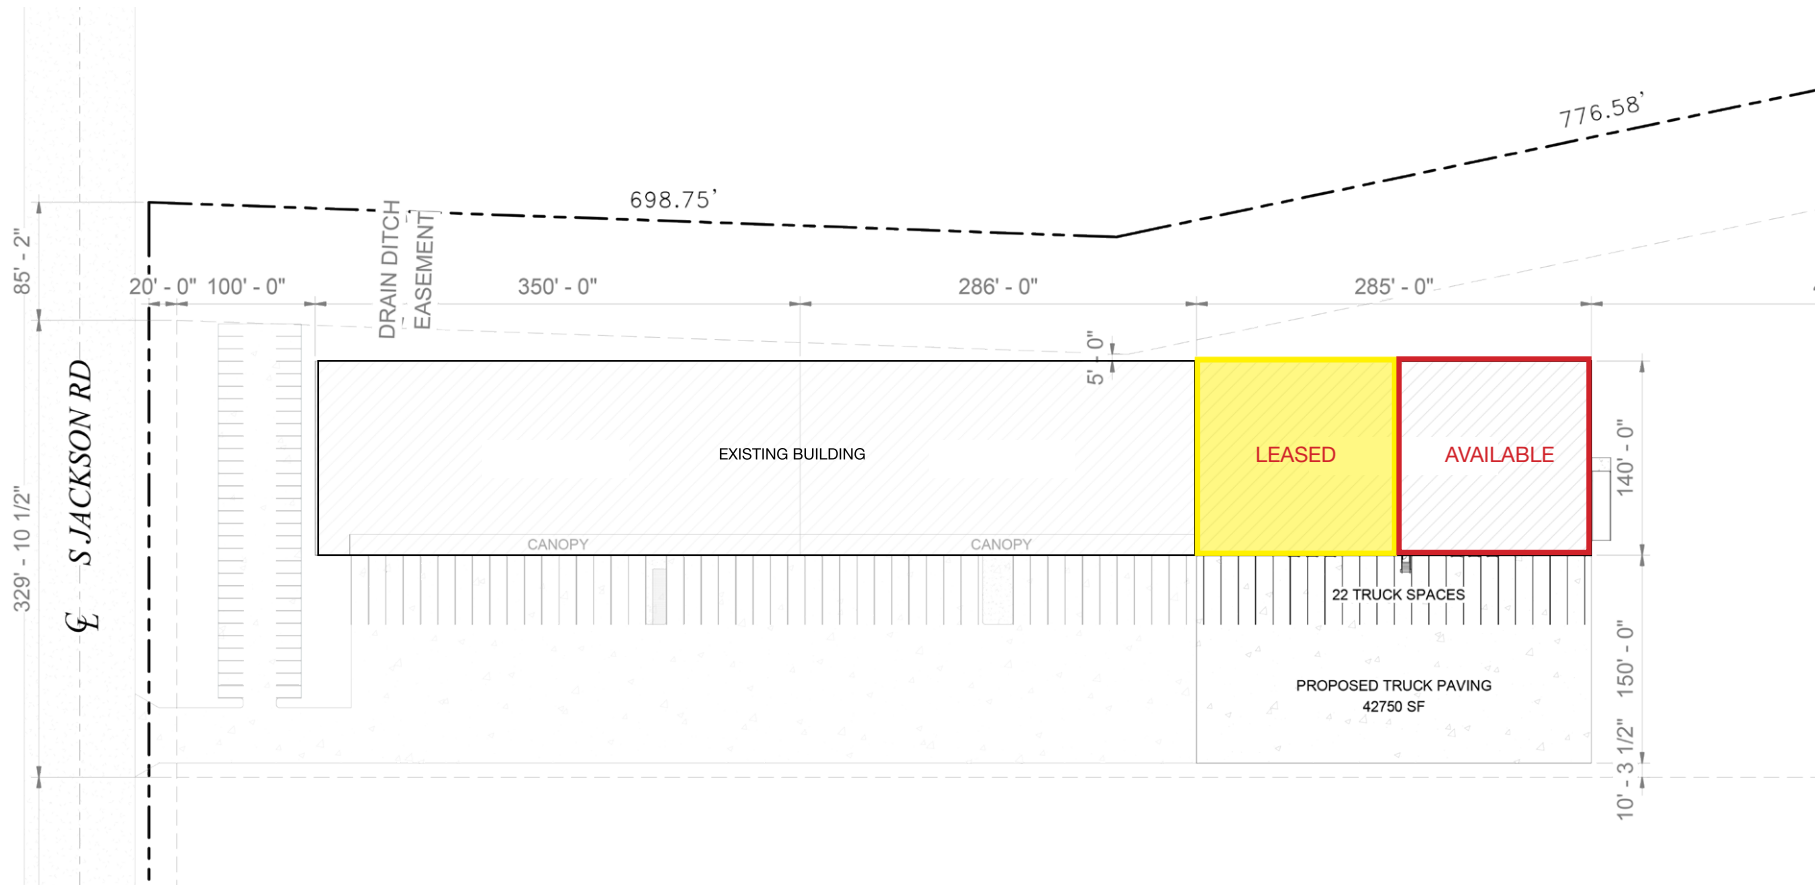 776.58'
698.75'
DRAIN DITCH
EASEMENT
85' - 2"
20' - 0"
100' - 0"
350' - 0"
286' - 0"
285' - 0"
5' - 0"
S JACKSON RD
℄
329' - 10 1/2"
EXISTING BUILDING
LEASED
AVAILABLE
140' - 0"
CANOPY
CANOPY
22 TRUCK SPACES
150' - 0"
PROPOSED TRUCK PAVING
42750 SF
10' - 3 1/2"